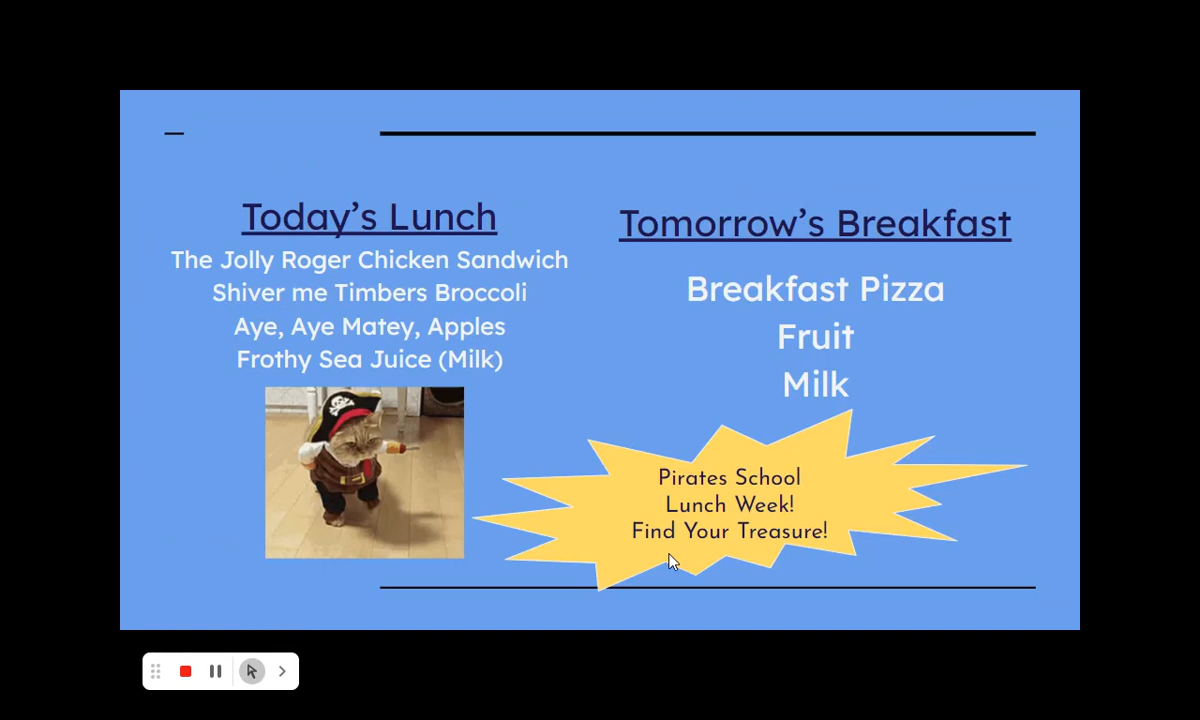 Today's Lunch
The Jolly Roger Chicken Sandwich
Shiver me Timbers Broccoli
Aye, Aye Matey, Apples
Frothy Sea Juice (Milk)
Tomorrow's Breakfast
Breakfast Pizza
Fruit
Milk
Pirates School
Lunch Week!
Find Your Treasure!